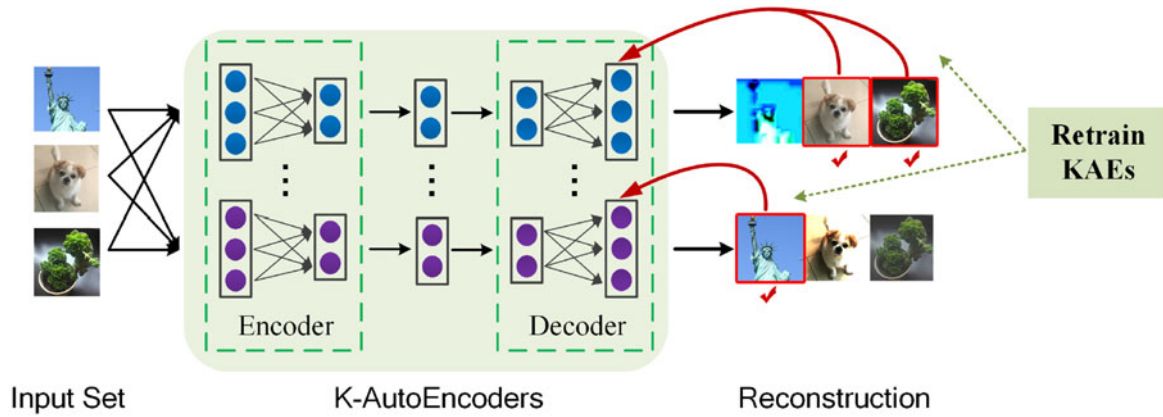 Retrain
KAEs
Encoder
Decoder
Input Set
K-AutoEncoders
Reconstruction